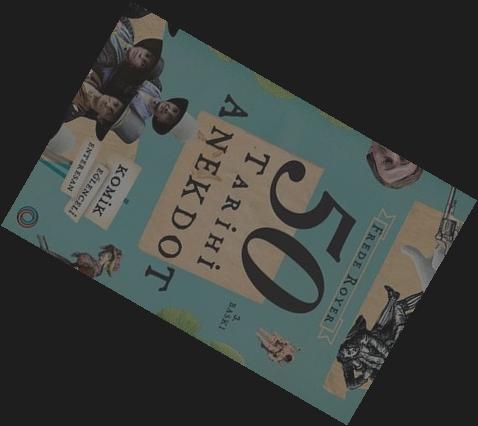 FREDE ROYER
50
TARİHİ
ANEKDOT
3. BASKI
KOMİK
EĞLENCELİ
ENTERESAN